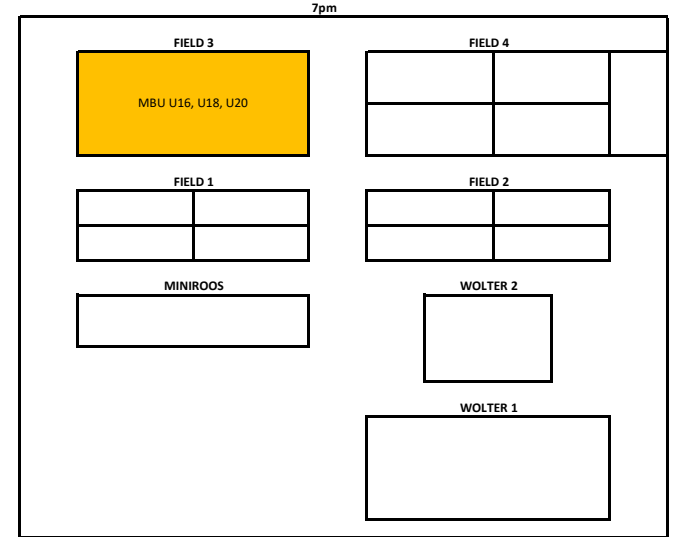 7pm
FIELD 3
FIELD 4
MBU U16, U18, U20
FIELD 1
FIELD 2
MINIROOS
WOLTER 2
WOLTER 1